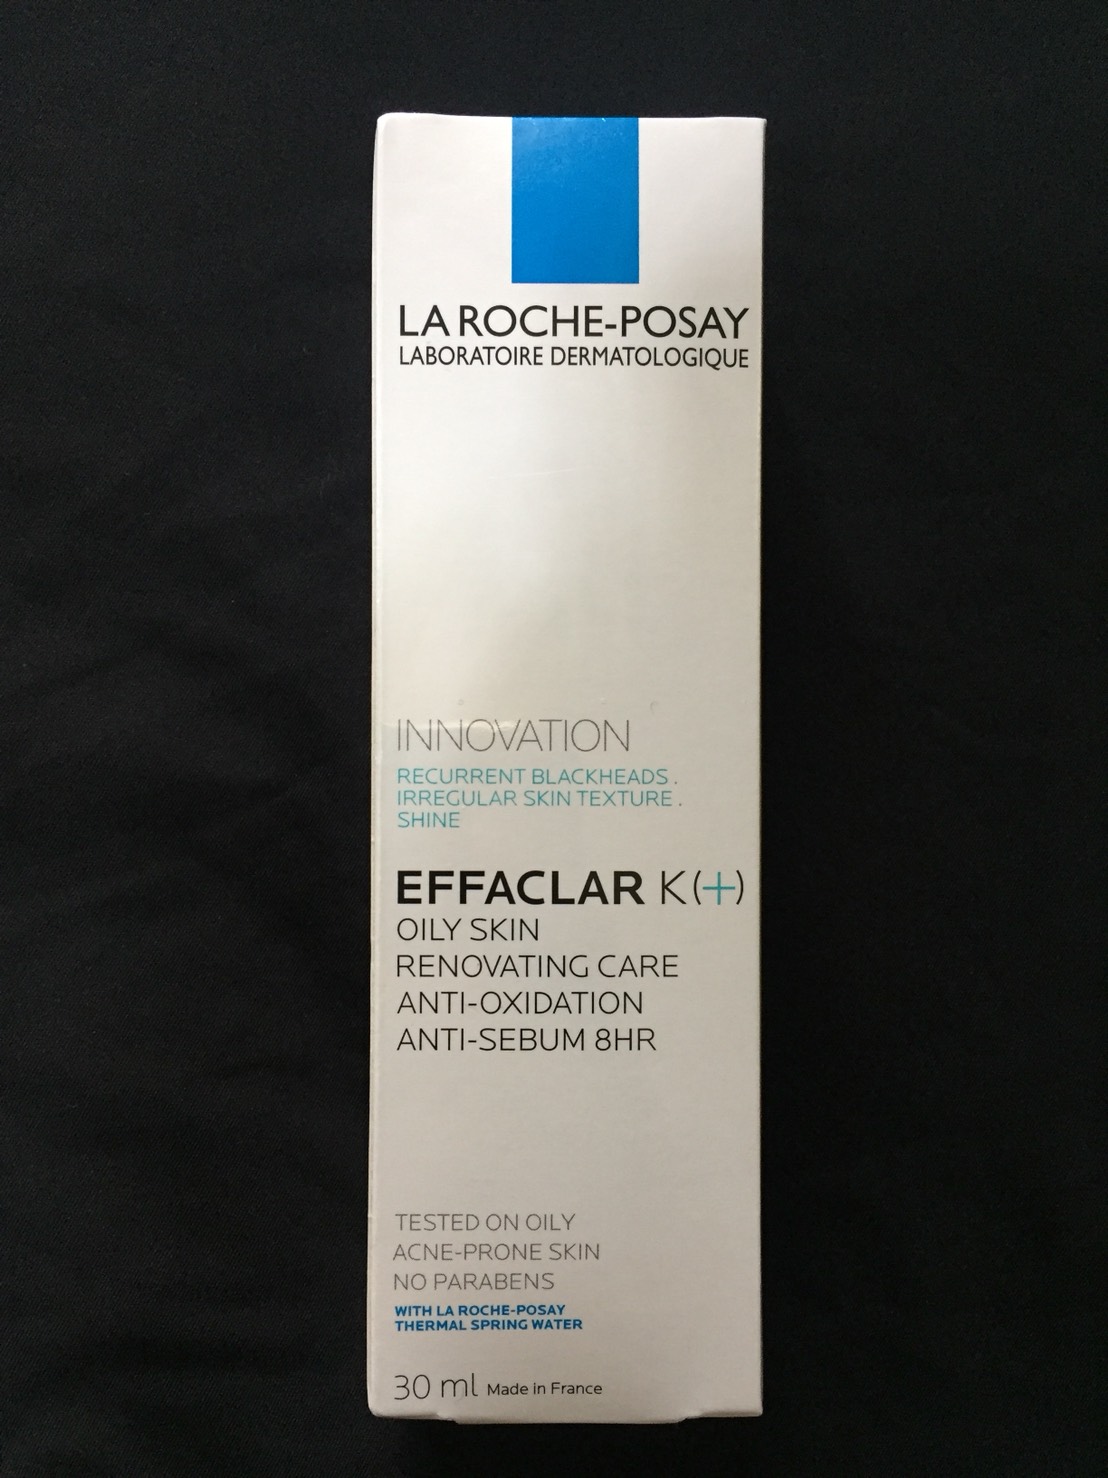 LA ROCHE-POSAY
LABORATOIRE DERMATOLOGIQUE
INNOVATION
RECURRENT BLACKHEADS .
IRREGULAR SKIN TEXTURE .
SHINE
EFFACLAR K(+)
OILY SKIN
RENOVATING CARE
ANTI-OXIDATION
ANTI-SEBUM 8HR
TESTED ON OILY
ACNE-PRONE SKIN
NO PARABENS
WITH LA ROCHE-POSAY
THERMAL SPRING WATER
30 ml Made in France